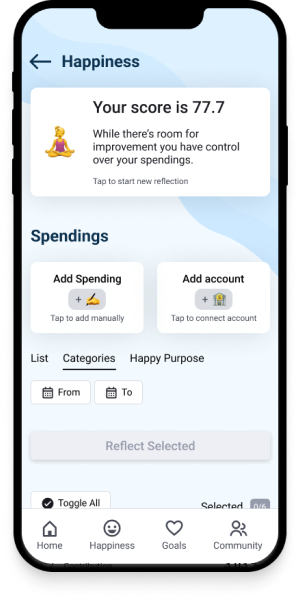 Happiness
Your score is 77.7
While there's room for
improvement you have control
over your spendings.
Tap to start new reflection
Spendings
Add Spending
Add account
+
+
Tap to add manually
Tap to connect account
List Categories Happy Purpose
From
To
Reflect Selected
Toggle All
Selected 0/6
Home Happiness Goals Community